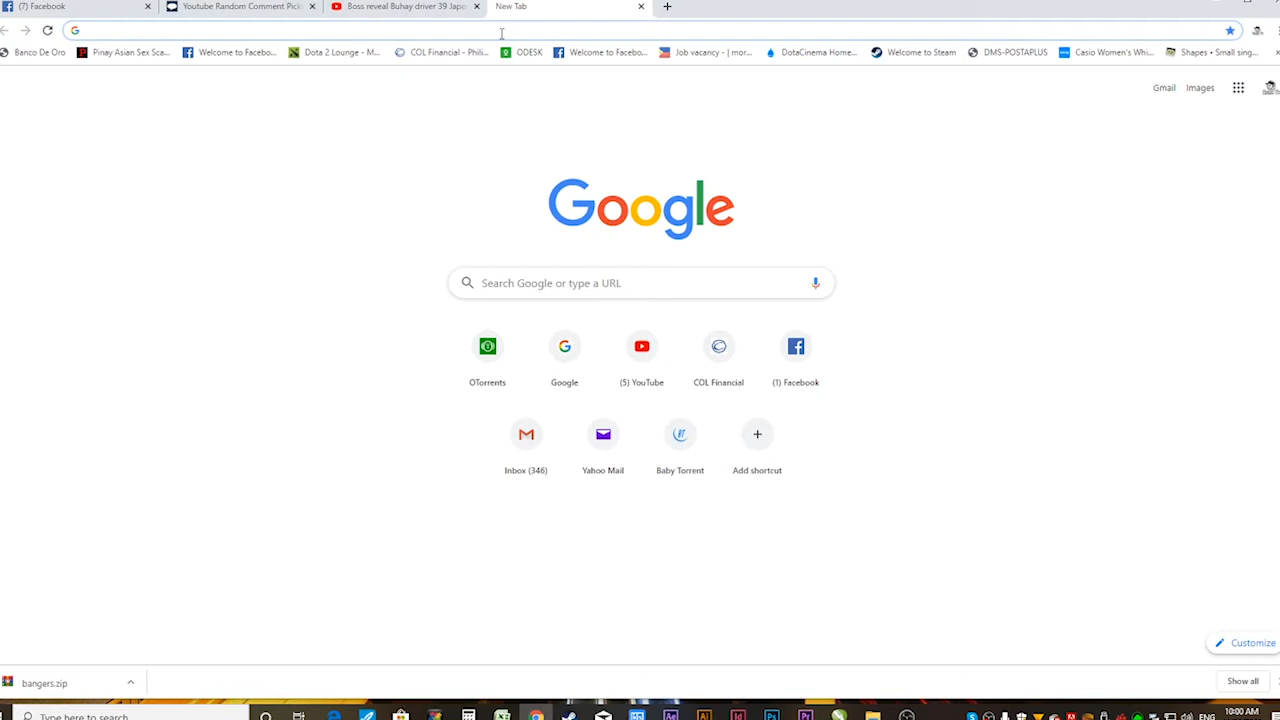 (7) Facebook
Youtube Random Comment Pick
Boss reveal Buhay driver 39 Japa
New Tab
Banco De Oro
Pinay Asian Sex Sca...
Welcome to Facebo...
Dota 2 Lounge - M...
COL Financial - Phili...
ODESK
Welcome to Facebo...
Job vacancy - | mor...
DotaCinema Home...
Welcome to Steam
DMS-POSTAPLUS
Casio Women's Whi...
Shapes • Small sing...
Gmail
Images
Google
Search Google or type a URL
OTorrents
Google
(5) YouTube
COL Financial
(1) Facebook
Inbox (346)
Yahoo Mail
Baby Torrent
Add shortcut
Customize
bangers.zip
Show all
Type here to search
ENG
10:00 AM